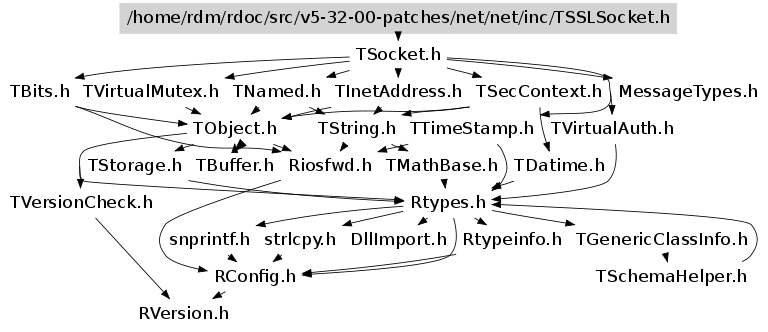 /home/rdm/rdoc/src/v5-32-00-patches/net/net/inc/TSSLSocket.h
TSocket.h
TBits.h TVirtualMutex.h TNamed.h TInetAddress.h TSecContext.h MessageTypes.h
TObject.h TString.h TTimeStamp.h TVirtualAuth.h
TStorage.h TBuffer.h Riosfwd.h TMathBase.h TDatime.h
TVersionCheck.h Rtypes.h
snprintf.h strlcpy.h DllImport.h Rtypeinfo.h TGenericClassInfo.h
RConfig.h TSchemaHelper.h
RVersion.h